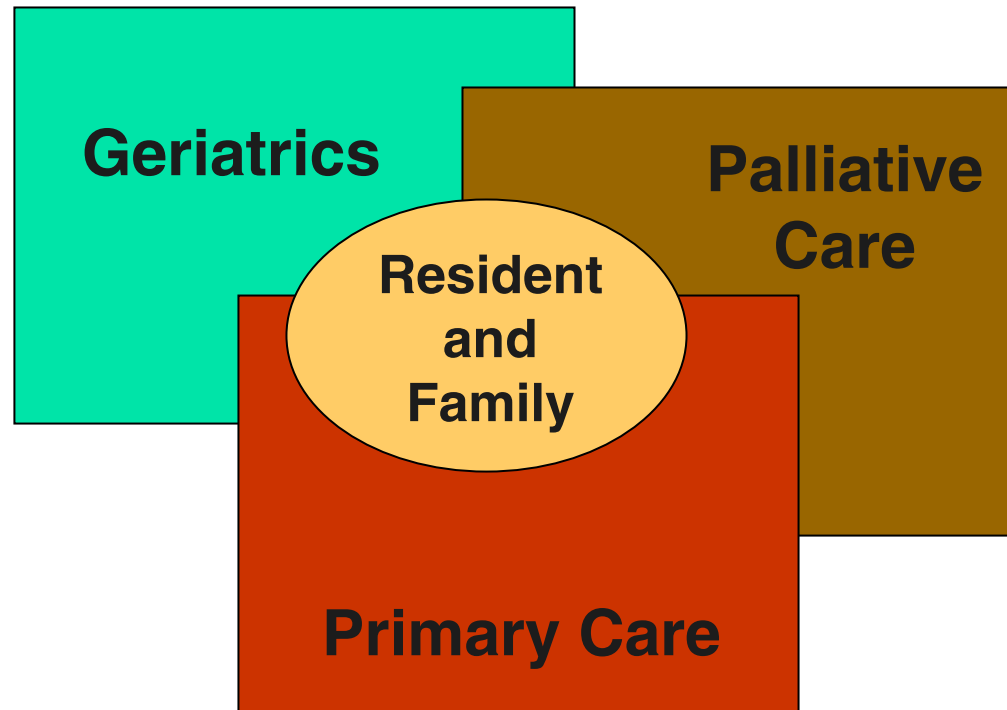 Geriatrics
Palliative
Care
Resident
and
Family
Primary Care